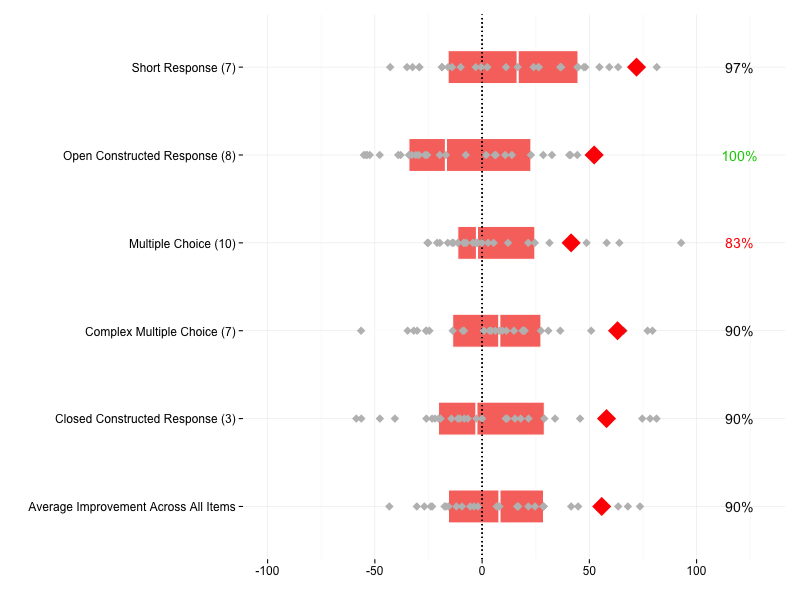 Short Response (7) 97%
Open Constructed Response (8) 100%
Multiple Choice (10) 83%
Complex Multiple Choice (7) 90%
Closed Constructed Response (3) 90%
Average Improvement Across All Items 90%
-100 -50 0 50 100